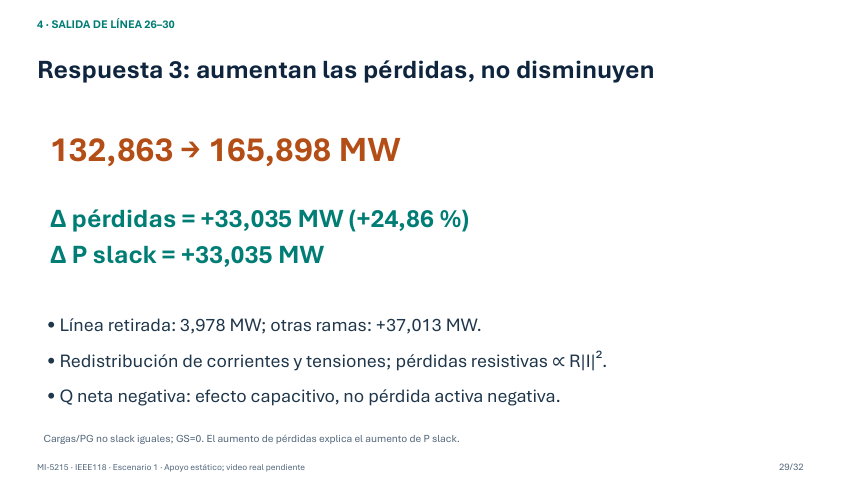 4 · SALIDA DE LÍNEA 26–30
Respuesta 3: aumentan las pérdidas, no disminuyen
132,863 → 165,898 MW
Δ pérdidas = +33,035 MW (+24,86 %)
Δ P slack = +33,035 MW
• Línea retirada: 3,978 MW; otras ramas: +37,013 MW.
• Redistribución de corrientes y tensiones; pérdidas resistivas ∝ R|I|².
• Q neta negativa: efecto capacitivo, no pérdida activa negativa.
Cargas/PG no slack iguales; GS=0. El aumento de pérdidas explica el aumento de P slack.
MI-5215 · IEEE118 · Escenario 1 · Apoyo estático; video real pendiente
29/32